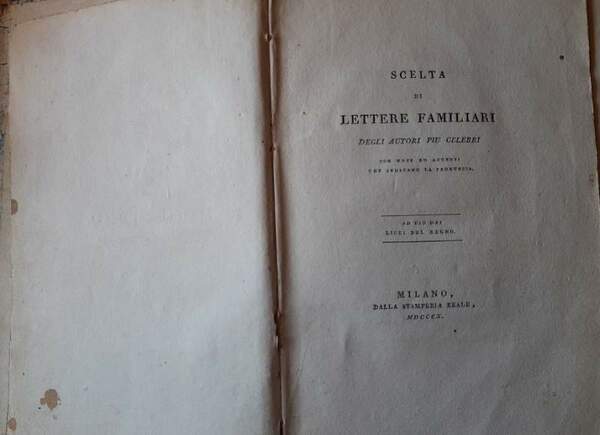 SCELTA
DI
LETTERE FAMILIARI
DEGLI AUTORI PIU CELEBRI
CON NOTE ED ACCENTI
CHE INDICANO LA PRONUNCIA.
AD USO DEI
LICEI DEL REGNO.
MILANO,
DALLA STAMPERIA REALE,
MDCCCX.